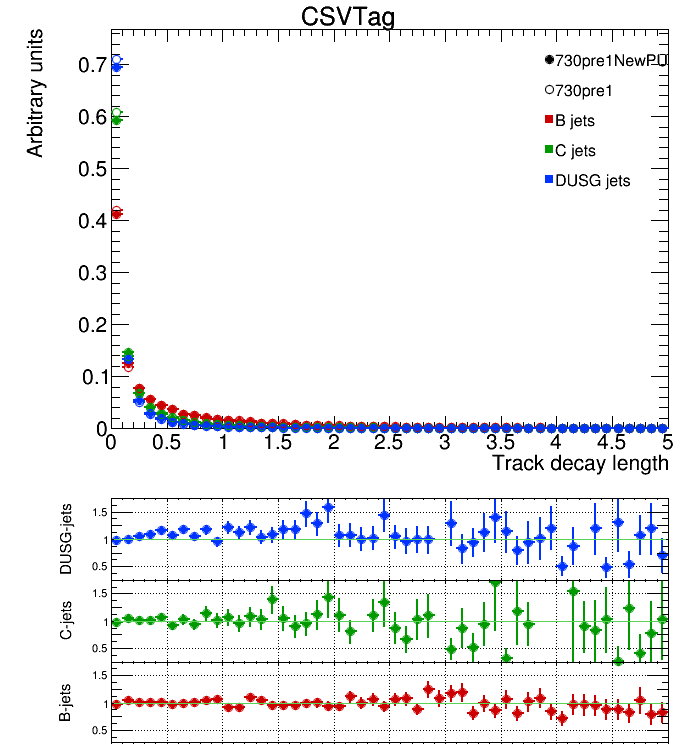 CSVTag
Arbitrary units
0.7
0.6
0.5
0.4
0.3
0.2
0.1
0
730pre1NewPU
730pre1
B jets
C jets
DUSG jets
0 0.5 1 1.5 2 2.5 3 3.5 4 4.5 5
Track decay length
DUSG-jets
1.5
1
0.5
C-jets
1.5
1
0.5
B-jets
1.5
1
0.5